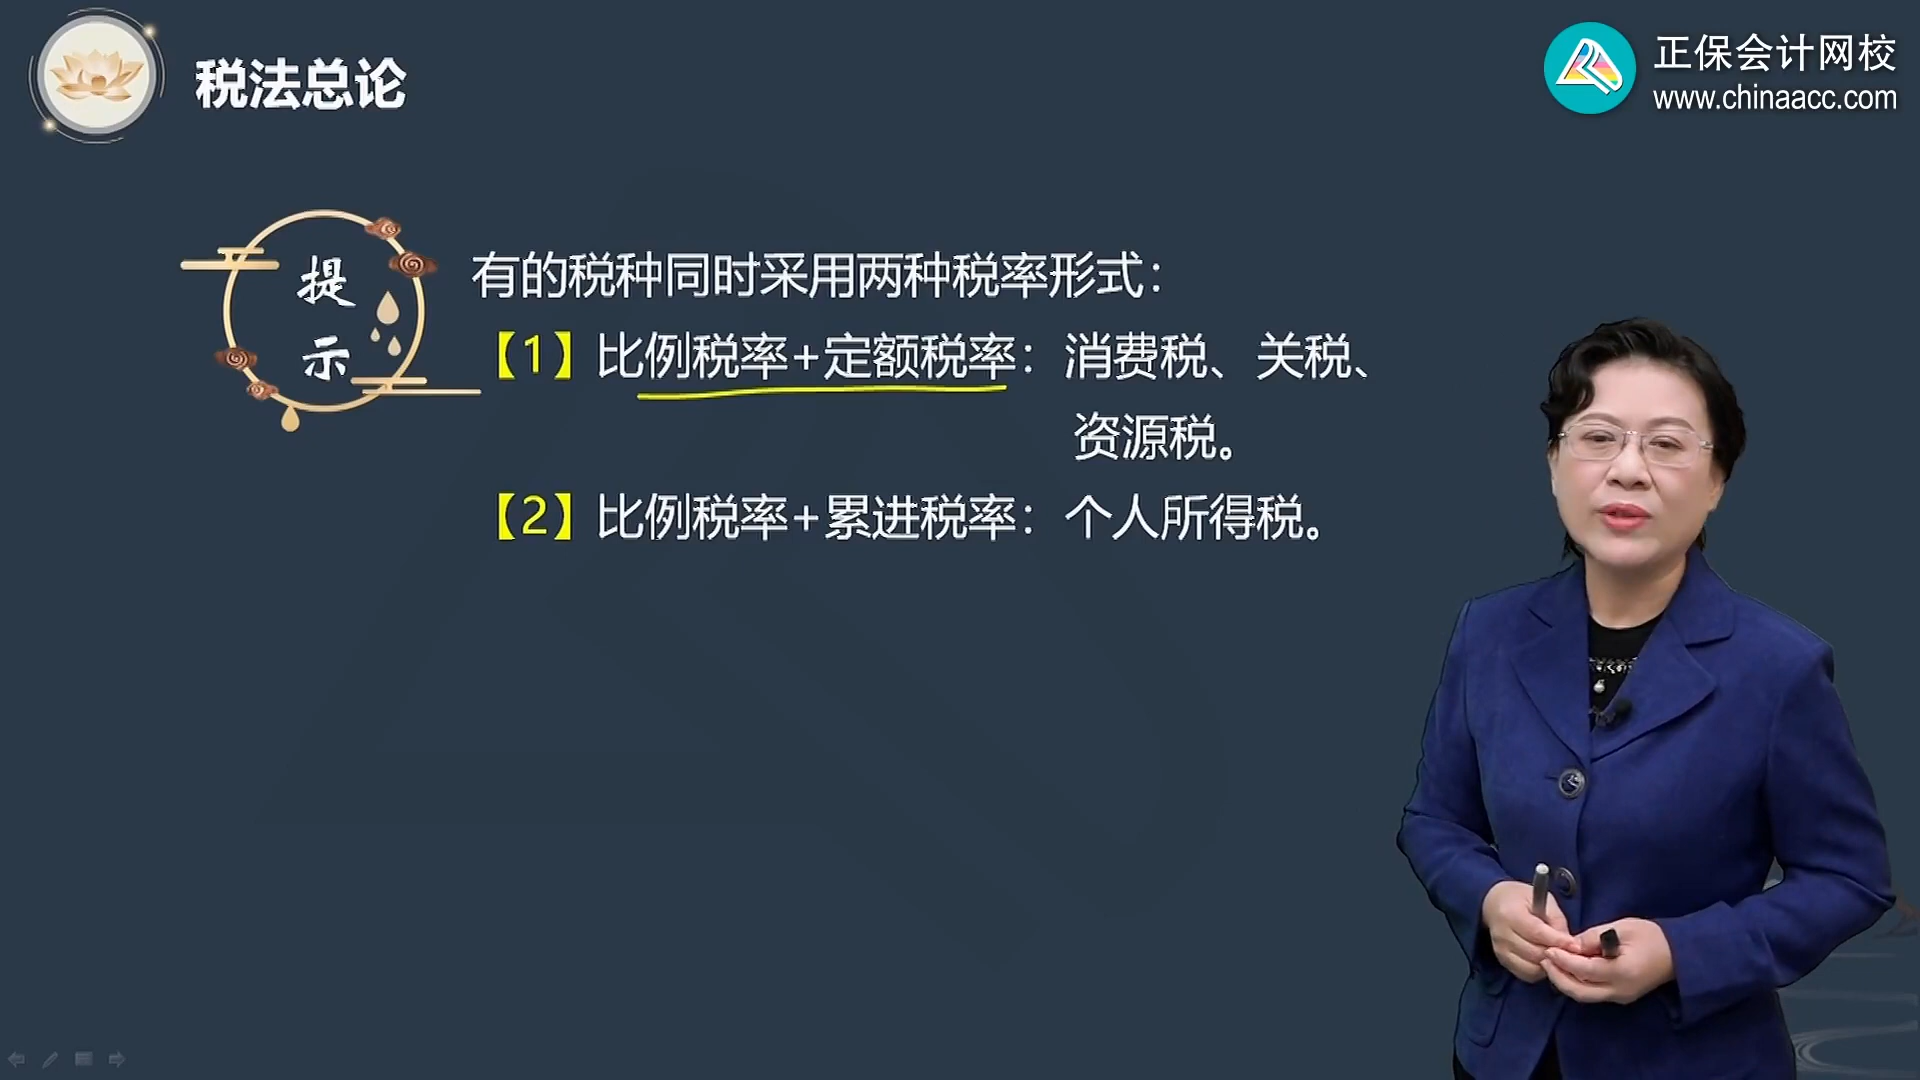 税法总论
正保会计网校
www.chinaacc.com
提示
有的税种同时采用两种税率形式：
【1】比例税率+定额税率：消费税、关税、
资源税。
【2】比例税率+累进税率：个人所得税。